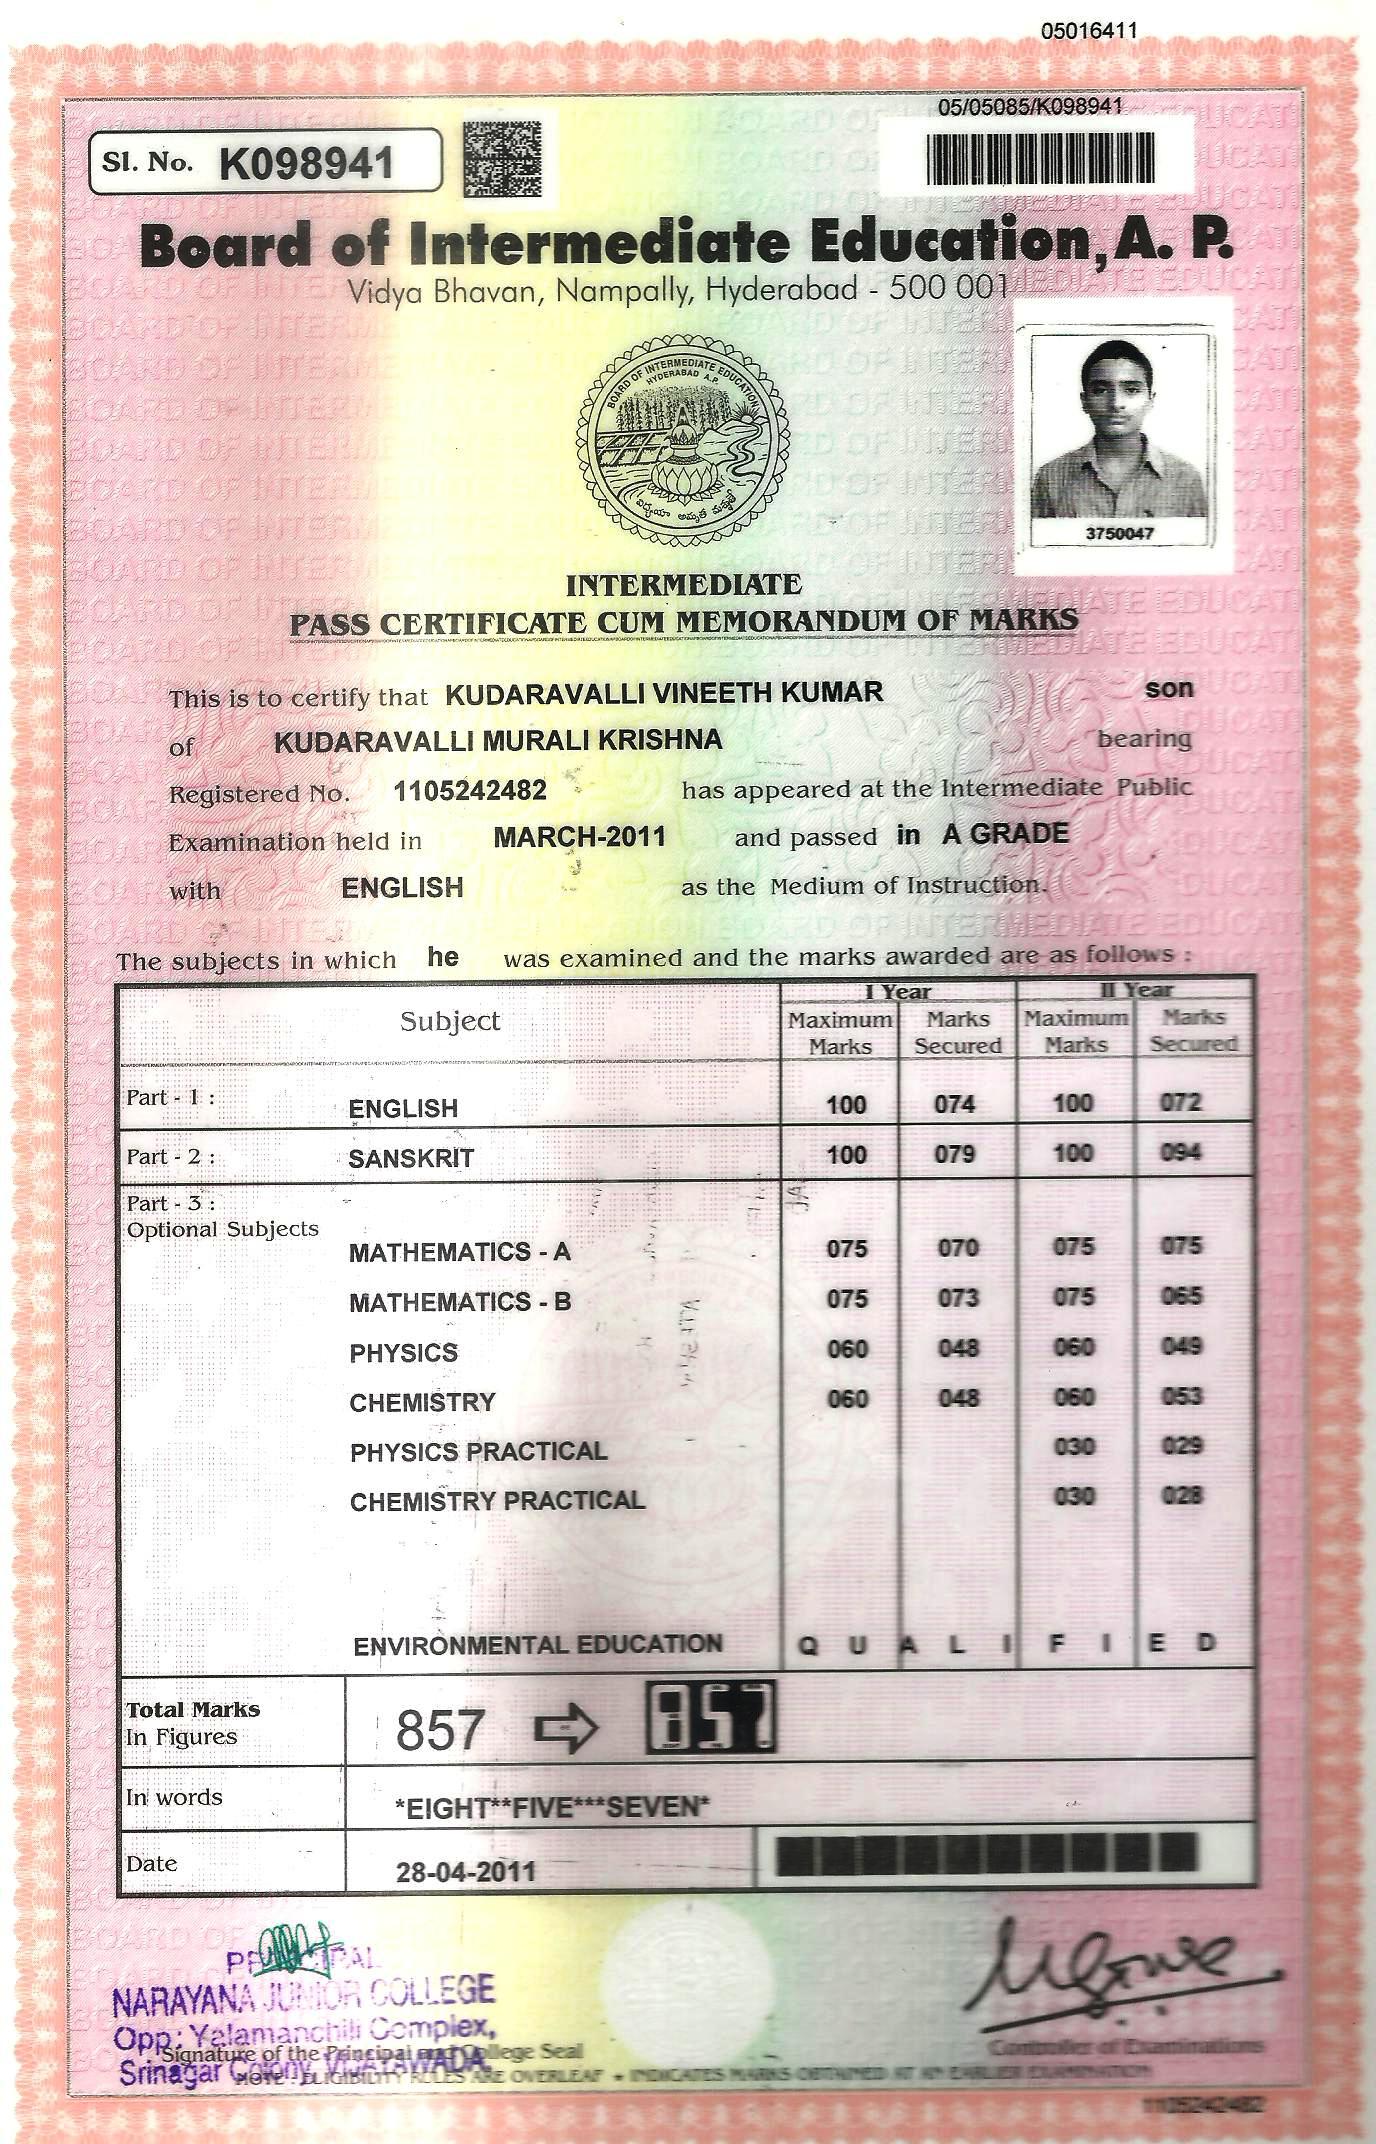 05016411
05/05085/K098941
Sl. No. K098941
Board of Intermediate Education, A. P.
Vidya Bhavan, Nampally, Hyderabad - 500 001
BOARD OF INTERMEDIATE EDUCATION
HYDERABAD A.P.
3750047
INTERMEDIATE
PASS CERTIFICATE CUM MEMORANDUM OF MARKS
This is to certify that KUDARAVALLI VINEETH KUMAR son
of KUDARAVALLI MURALI KRISHNA bearing
Registered No. 1105242482 has appeared at the Intermediate Public
Examination held in MARCH-2011 and passed in A GRADE
with ENGLISH as the Medium of Instruction.
The subjects in which he was examined and the marks awarded are as follows :
Subject I Year II Year
Maximum Marks Marks Secured Maximum Marks Marks Secured
Part - 1 : ENGLISH 100 074 100 072
Part - 2 : SANSKRIT 100 079 100 094
Part - 3 :
Optional Subjects
MATHEMATICS - A 075 070 075 075
MATHEMATICS - B 075 073 075 065
PHYSICS 060 048 060 049
CHEMISTRY 060 048 060 053
PHYSICS PRACTICAL 030 029
CHEMISTRY PRACTICAL 030 028
ENVIRONMENTAL EDUCATION Q U A L I F I E D
Total Marks
In Figures 857 857
In words *EIGHT**FIVE***SEVEN*
Date 28-04-2011
PRINCIPAL
NARAYANA JUNIOR COLLEGE
Opp: Yalamanchili Complex,
Srinagar Colony, VIJAYAWADA.
Signature of the Principal and College Seal
Controller of Examinations
NOTE : ELIGIBILITY RULES ARE OVERLEAF * INDICATES MARKS OBTAINED AT AN EARLIER EXAMINATION
1105242482